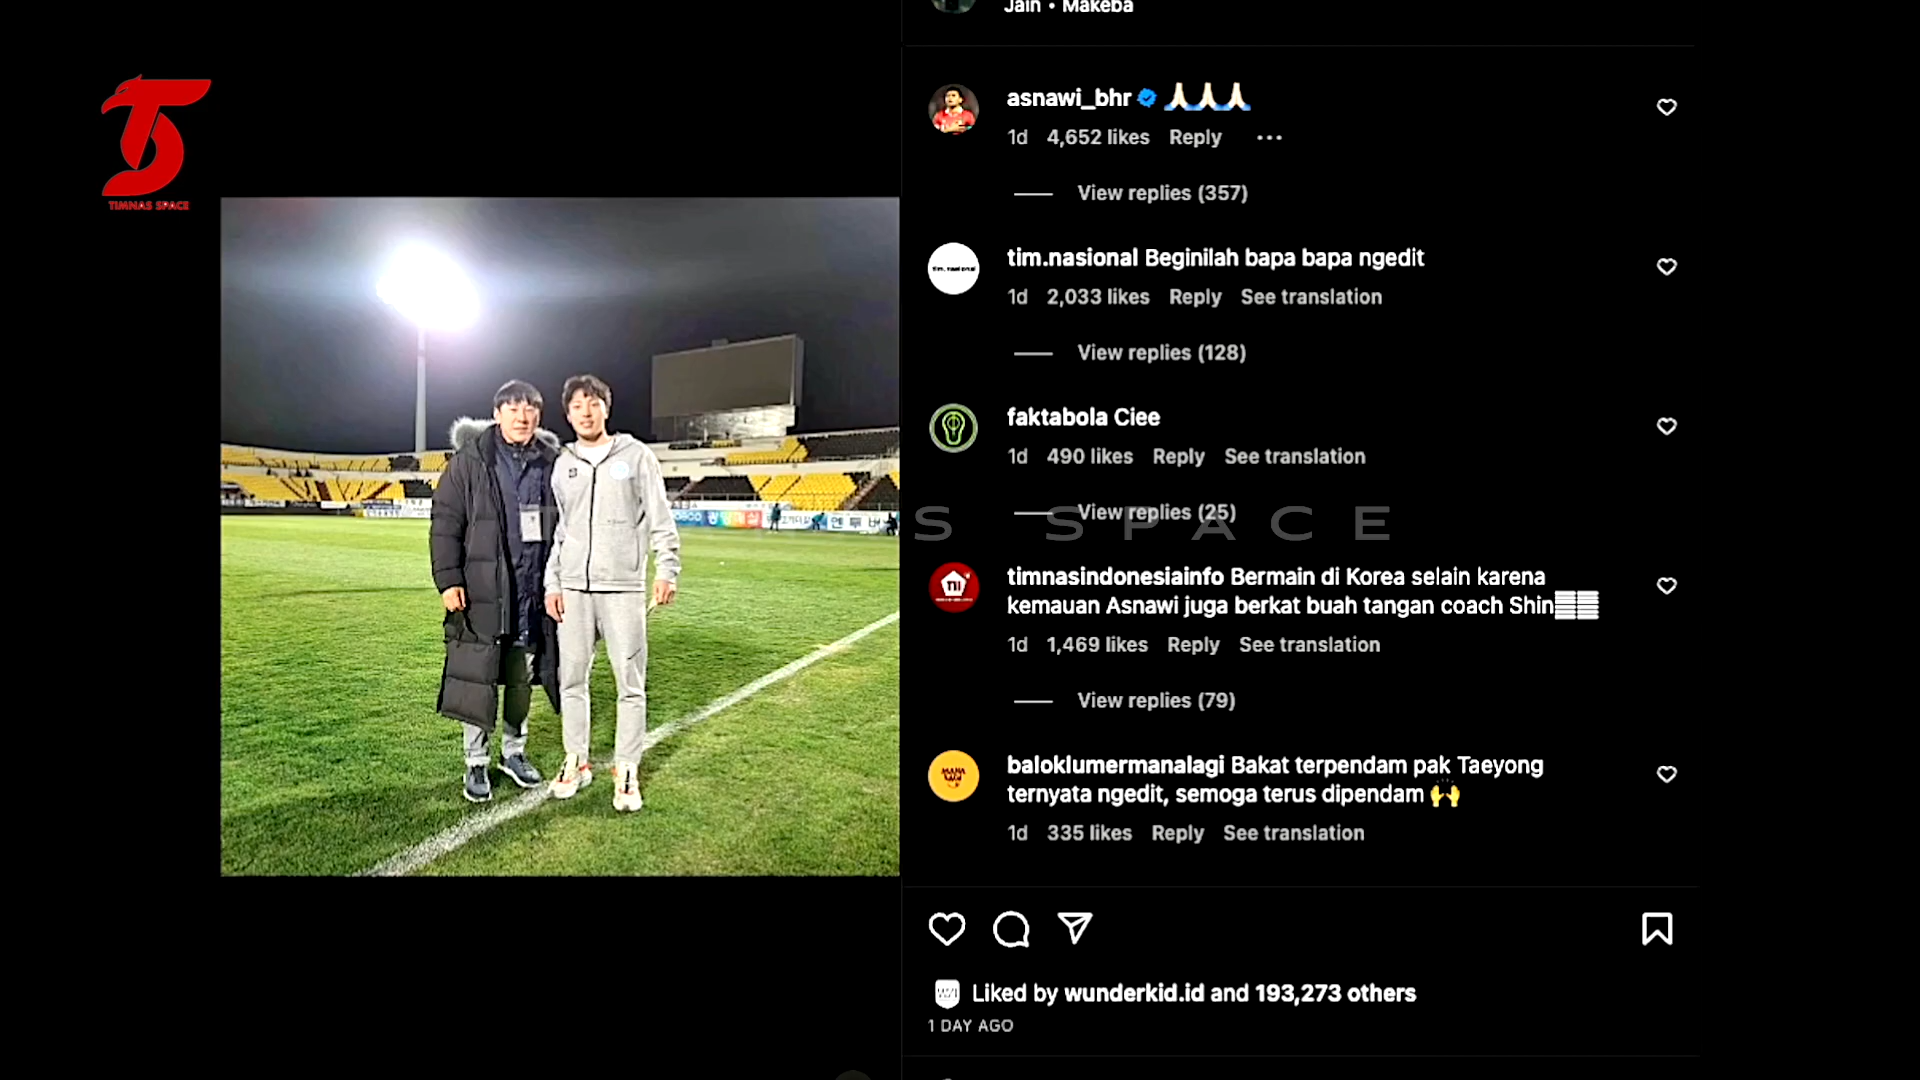 Jain • Makeba
TIMNAS SPACE
asnawi_bhr 🙏🏻🙏🏻🙏🏻
1d 4,652 likes Reply ...
View replies (357)
tim.nasional Beginilah bapa bapa ngedit
1d 2,033 likes Reply See translation
View replies (128)
faktabola Ciee
1d 490 likes Reply See translation
View replies (25)
S SPACE
timnasindonesiainfo Bermain di Korea selain karena
kemauan Asnawi juga berkat buah tangan coach Shin
1d 1,469 likes Reply See translation
View replies (79)
baloklumermanalagi Bakat terpendam pak Taeyong
ternyata ngedit, semoga terus dipendam 🙌
1d 335 likes Reply See translation
Liked by wunderkid.id and 193,273 others
1 DAY AGO